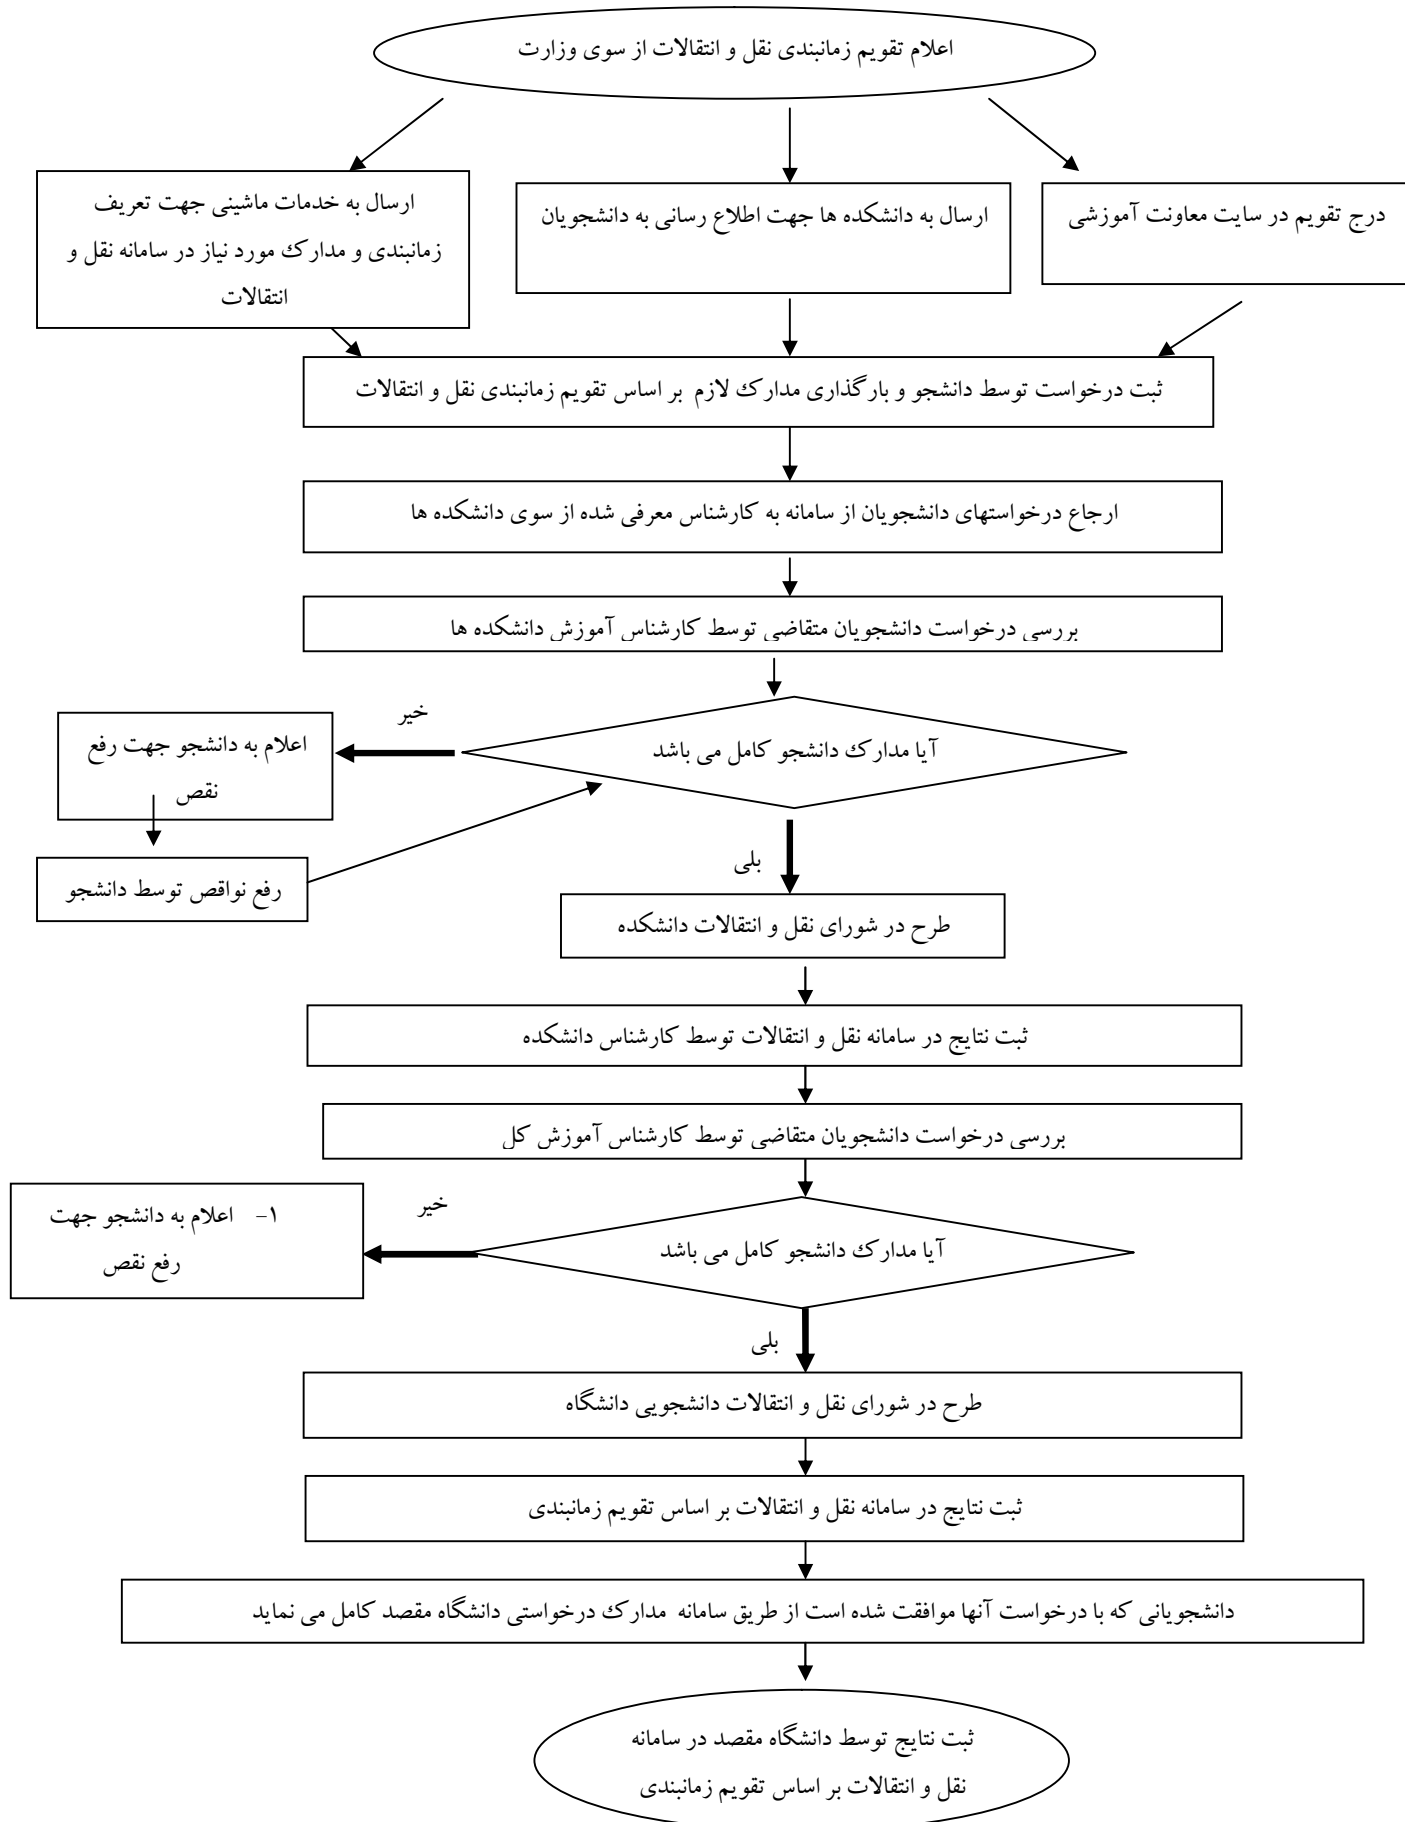 اعلام تقویم زمانبندی نقل و انتقالات از سوی وزارت
درج تقویم در سایت معاونت آموزشی
ارسال به دانشکده ها جهت اطلاع رسانی به دانشجویان
ارسال به خدمات ماشینی جهت تعریف
زمانبندی و مدارک مورد نیاز در سامانه نقل و
انتقالات
ثبت درخواست توسط دانشجو و بارگذاری مدارک لازم بر اساس تقویم زمانبندی نقل و انتقالات
ارجاع درخواستهای دانشجویان از سامانه به کارشناس معرفی شده از سوی دانشکده ها
بررسی درخواست دانشجویان متقاضی توسط کارشناس آموزش دانشکده ها
خیر
آیا مدارک دانشجو کامل می باشد
اعلام به دانشجو جهت رفع
نقص
بلی
رفع نواقص توسط دانشجو
طرح در شورای نقل و انتقالات دانشکده
ثبت نتایج در سامانه نقل و انتقالات توسط کارشناس دانشکده
بررسی درخواست دانشجویان متقاضی توسط کارشناس آموزش کل
خیر
آیا مدارک دانشجو کامل می باشد
۱- اعلام به دانشجو جهت
رفع نقص
بلی
طرح در شورای نقل و انتقالات دانشجویی دانشگاه
ثبت نتایج در سامانه نقل و انتقالات بر اساس تقویم زمانبندی
دانشجویانی که با درخواست آنها موافقت شده است از طریق سامانه مدارک درخواستی دانشگاه مقصد کامل می نماید
ثبت نتایج توسط دانشگاه مقصد در سامانه
نقل و انتقالات بر اساس تقویم زمانبندی